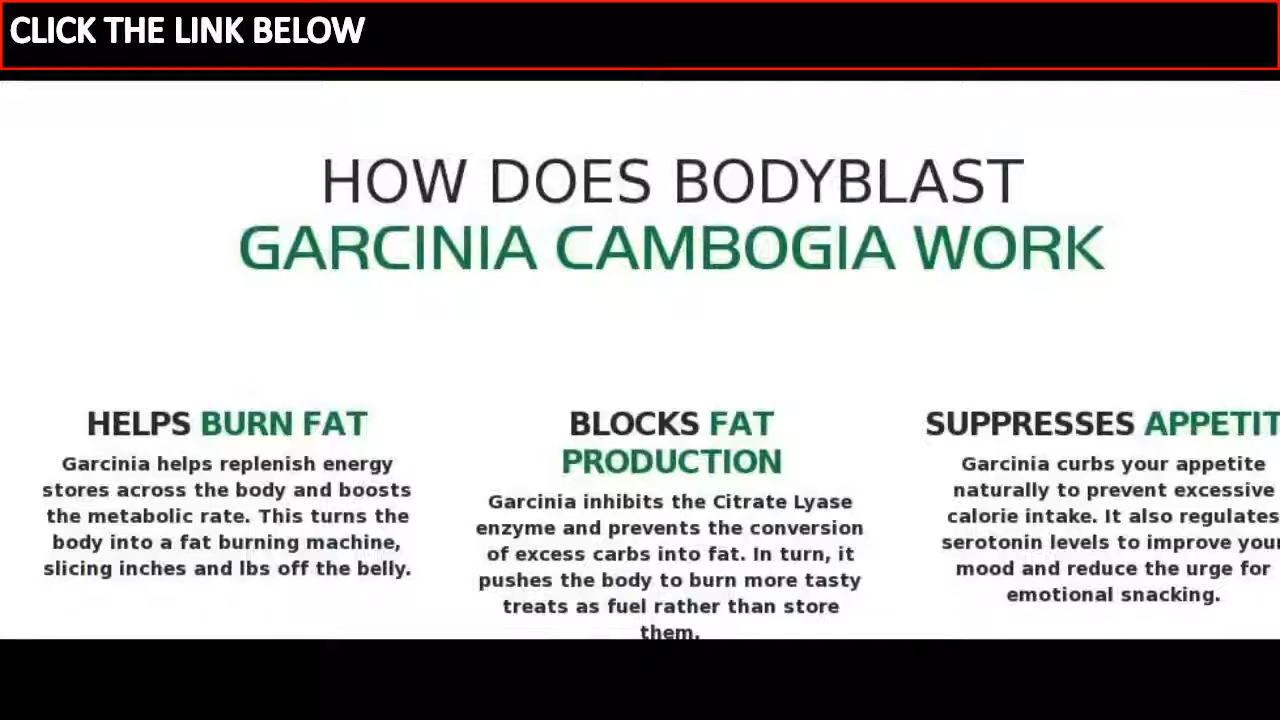 CLICK THE LINK BELOW
HOW DOES BODYBLAST
GARCINIA CAMBOGIA WORK
HELPS BURN FAT
Garcinia helps replenish energy
stores across the body and boosts
the metabolic rate. This turns the
body into a fat burning machine,
slicing inches and lbs off the belly.
BLOCKS FAT
PRODUCTION
Garcinia inhibits the Citrate Lyase
enzyme and prevents the conversion
of excess carbs into fat. In turn, it
pushes the body to burn more tasty
treats as fuel rather than store
them.
SUPPRESSES APPETIT
Garcinia curbs your appetite
naturally to prevent excessive
calorie intake. It also regulates
serotonin levels to improve your
mood and reduce the urge for
emotional snacking.